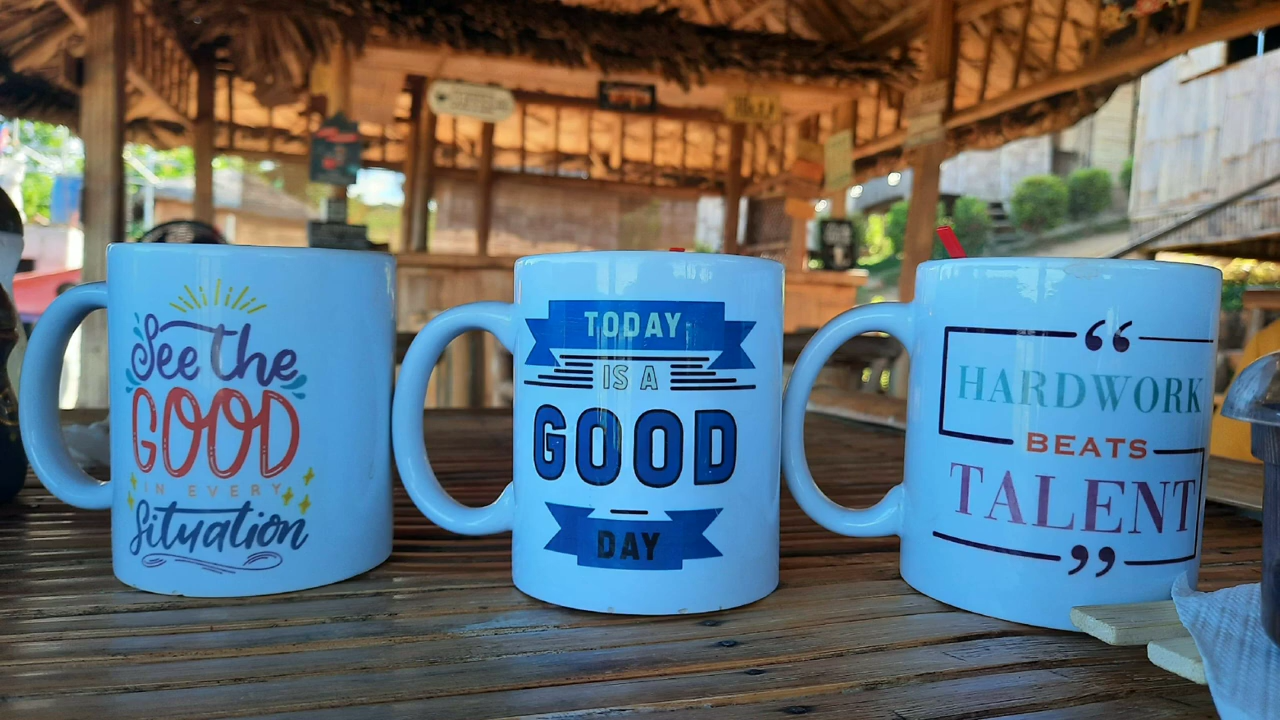 See the
GOOD
IN EVERY
Situation
TODAY
IS A
GOOD
DAY
“
HARDWORK
BEATS
TALENT
”